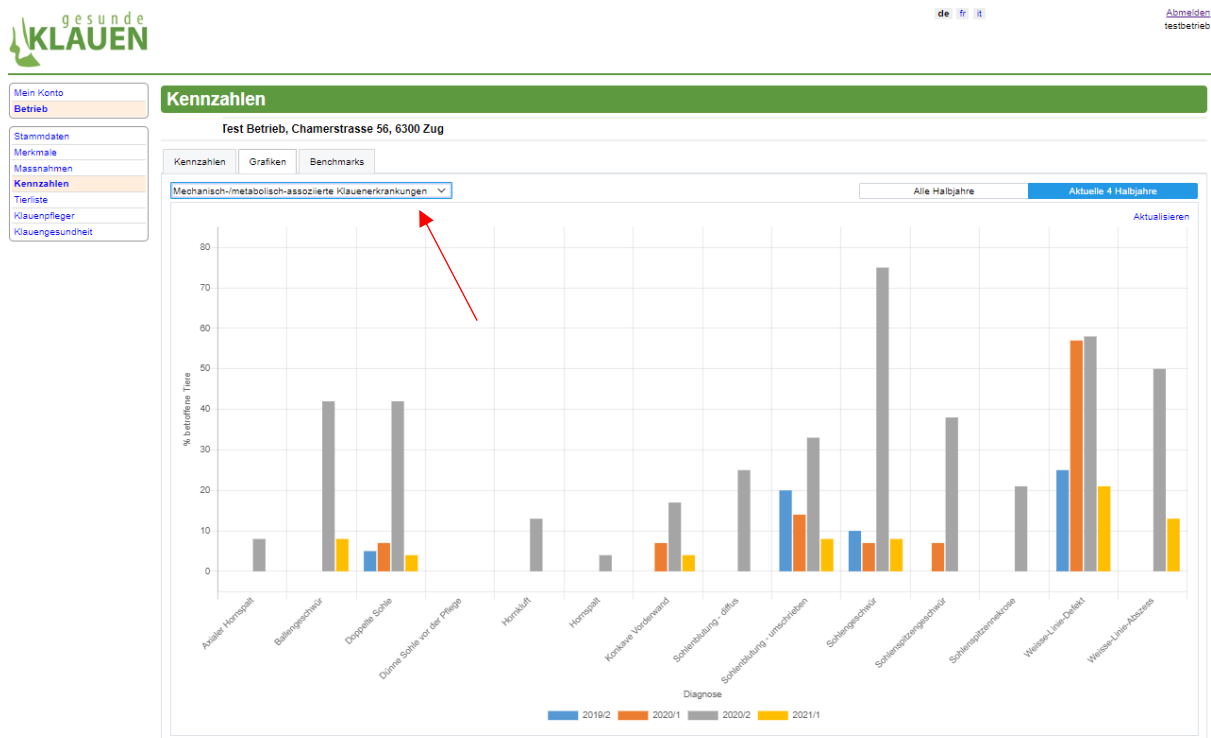 gesunde
KLAUEN
de fr it
Abmelden
testbetrieb
Mein Konto
Betrieb
Stammdaten
Merkmale
Massnahmen
Kennzahlen
Tierliste
Klauenpfleger
Klauengesundheit
Kennzahlen
Test Betrieb, Chamerstrasse 56, 6300 Zug
Kennzahlen Grafiken Benchmarks
Mechanisch-/metabolisch-assoziierte Klauenerkrankungen
Alle Halbjahre Aktuelle 4 Halbjahre
Aktualisieren
% betroffene Tiere
80
70
60
50
40
30
20
10
0
Axialer Hornspalt
Ballengeschwür
Doppelte Sohle
Dünne Sohle vor der Pflege
Hornkluft
Hornspalt
Konkave Vorderwand
Sohlenblutung - diffus
Sohlenblutung - umschrieben
Sohlengeschwür
Sohlenspitzengeschwür
Sohlenspitzennekrose
Weisse-Linie-Defekt
Weisse-Linie-Abszess
Diagnose
2019/2 2020/1 2020/2 2021/1